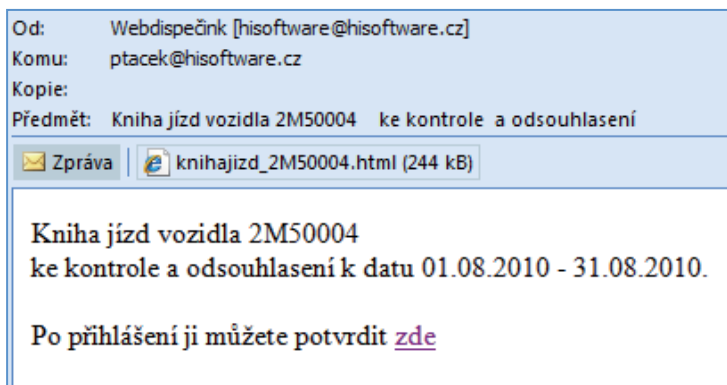 Od: Webdispečink [hisoftware@hisoftware.cz]
Komu: ptacek@hisoftware.cz
Kopie:
Předmět: Kniha jízd vozidla 2M50004 ke kontrole a odsouhlasení
Zpráva knihajizd_2M50004.html (244 kB)
Kniha jízd vozidla 2M50004
ke kontrole a odsouhlasení k datu 01.08.2010 - 31.08.2010.
Po přihlášení ji můžete potvrdit zde